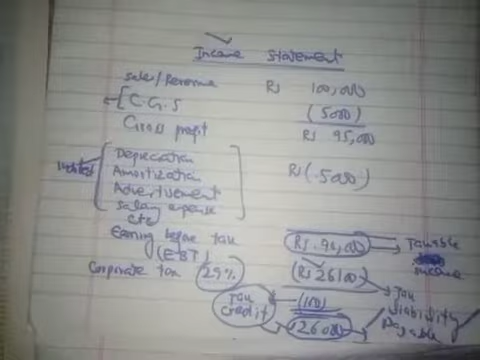 Income Statement
Sales/Revenue Rs 100,000
C.G.S (5000)
Gross profit Rs 95,000
Depreciation
Amortization Rs (5000)
Advertisement
Salary expense
etc
Earning before tax Rs. 90,000 Taxable
(EBT) income
Corporate tax 29% (Rs 26100) Tax
Tax (100) liability
credit 26000 Payable